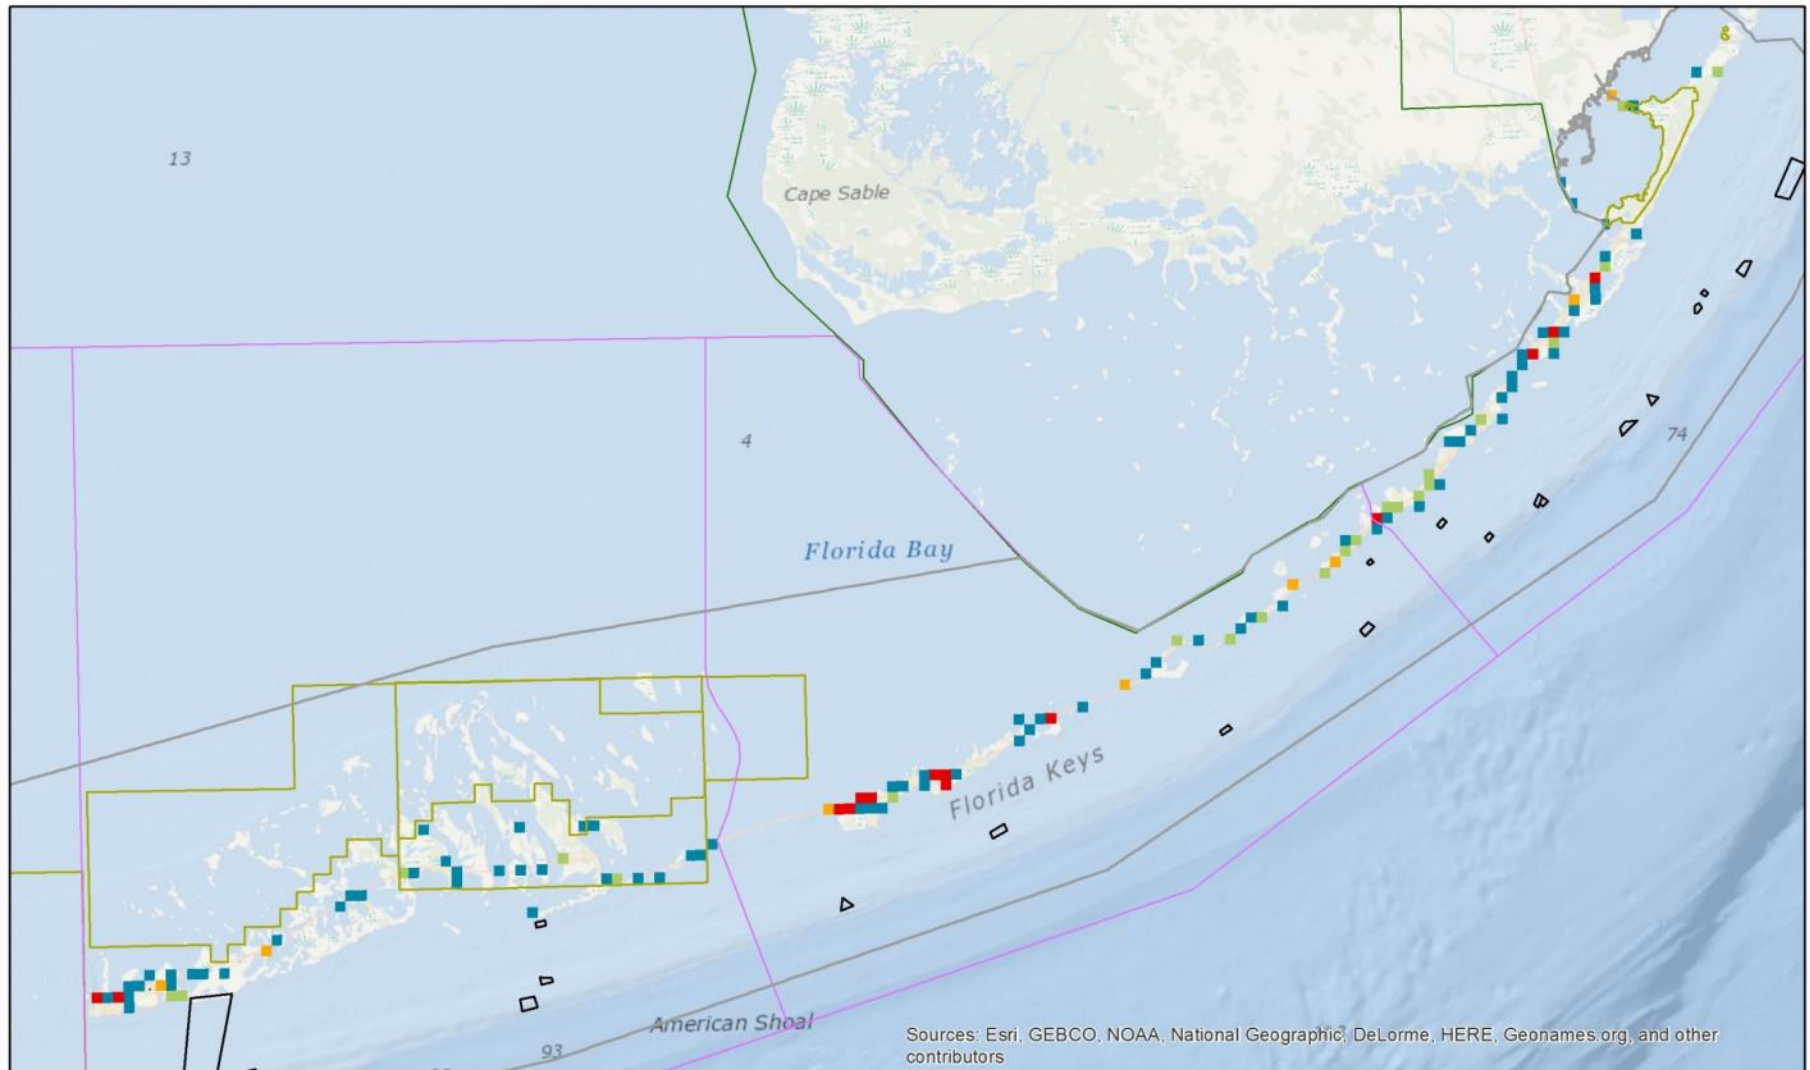 13
Cape Sable
4
74
Florida Bay
Florida Keys
American Shoal
93
Sources: Esri, GEBCO, NOAA, National Geographic, DeLorme, HERE, Geonames.org, and other
contributors